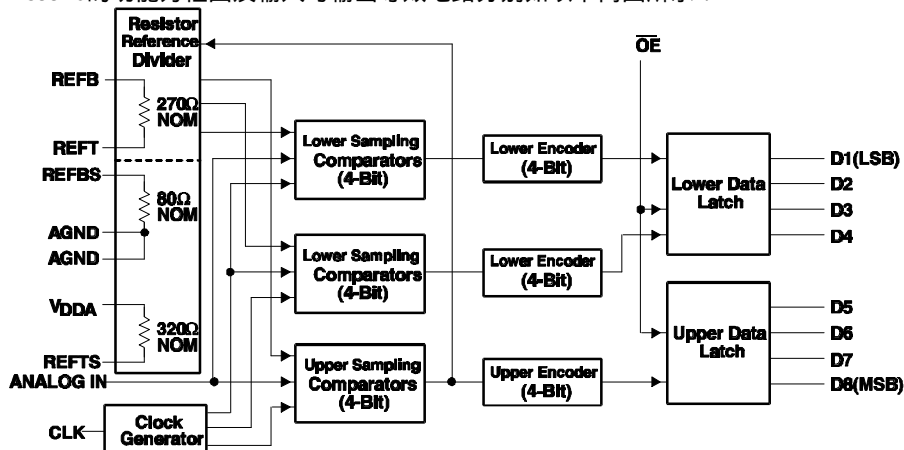 Resistor
Reference
Divider
OE
REFB
270Ω
NOM
REFT
REFBS
80Ω
NOM
AGND
AGND
VDDA
320Ω
NOM
REFTS
ANALOG IN
CLK
Clock
Generator
Lower Sampling
Comparators
(4-Bit)
Lower Encoder
(4-Bit)
Lower Data
Latch
D1(LSB)
D2
D3
D4
Lower Sampling
Comparators
(4-Bit)
Lower Encoder
(4-Bit)
Upper Sampling
Comparators
(4-Bit)
Upper Encoder
(4-Bit)
Upper Data
Latch
D5
D6
D7
D8(MSB)